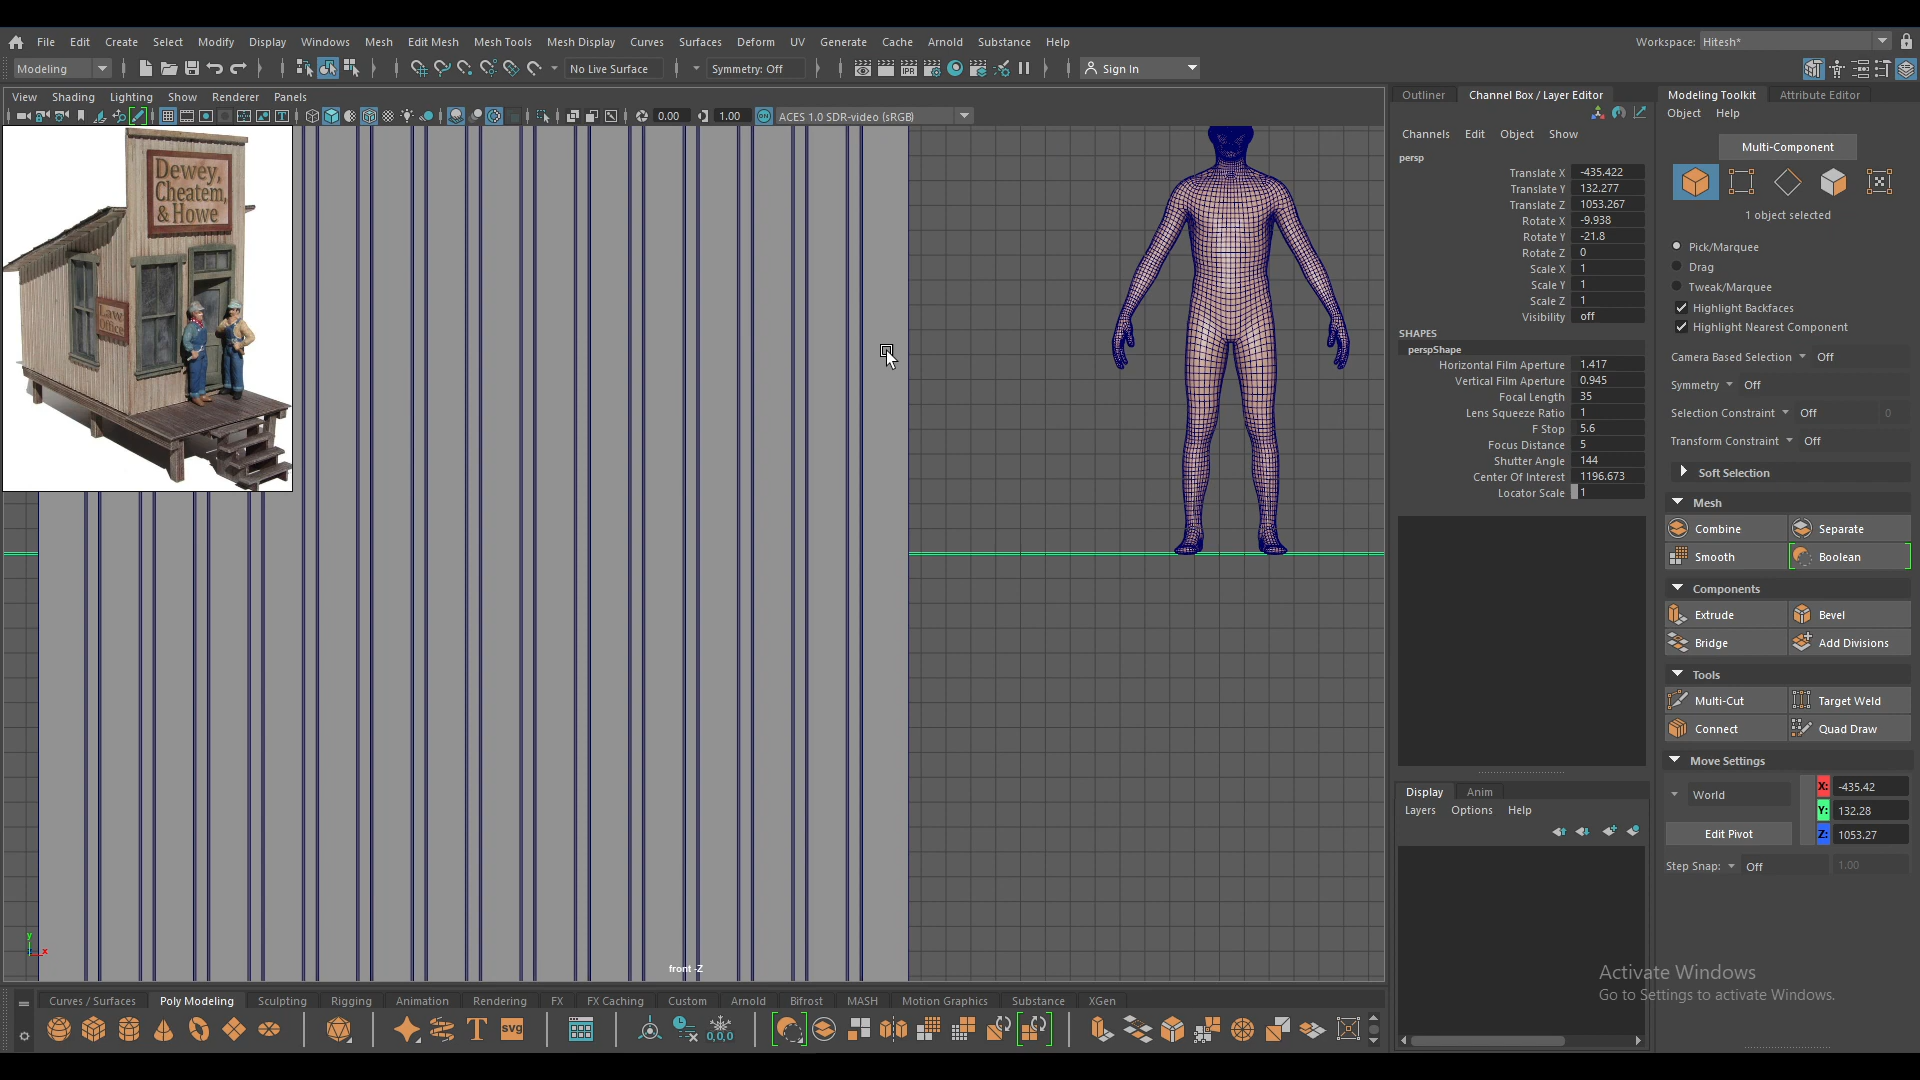 File Edit Create Select Modify Display Windows Mesh Edit Mesh Mesh Tools Mesh Display Curves Surfaces Deform UV Generate Cache Arnold Substance Help
Workspace: Hitesh*
Modeling
No Live Surface
Symmetry: Off
IPR
Sign In
View Shading Lighting Show Renderer Panels
0.00
1.00
ON
ACES 1.0 SDR-video (sRGB)
Dewey,
Cheatem,
& Howe
Law
Office
front -Z
y
x
Outliner Channel Box / Layer Editor
Channels Edit Object Show
persp
Translate X -435.422
Translate Y 132.277
Translate Z 1053.267
Rotate X -9.938
Rotate Y -21.8
Rotate Z 0
Scale X 1
Scale Y 1
Scale Z 1
Visibility off
SHAPES
perspShape
Horizontal Film Aperture 1.417
Vertical Film Aperture 0.945
Focal Length 35
Lens Squeeze Ratio 1
F Stop 5.6
Focus Distance 5
Shutter Angle 144
Center Of Interest 1196.673
Locator Scale 1
Display Anim
Layers Options Help
Modeling Toolkit Attribute Editor
Object Help
Multi-Component
1 object selected
Pick/Marquee
Drag
Tweak/Marquee
Highlight Backfaces
Highlight Nearest Component
Camera Based Selection Off
Symmetry Off
Selection Constraint Off 0
Transform Constraint Off
Soft Selection
Mesh
Combine Separate
Smooth Boolean
Components
Extrude Bevel
Bridge Add Divisions
Tools
Multi-Cut Target Weld
Connect Quad Draw
Move Settings
World
X: -435.42
Y: 132.28
Edit Pivot
Z: 1053.27
Step Snap: Off 1.00
Activate Windows
Go to Settings to activate Windows.
Curves / Surfaces Poly Modeling Sculpting Rigging Animation Rendering FX FX Caching Custom Arnold Bifrost MASH Motion Graphics Substance XGen
T
svg
0,0,0